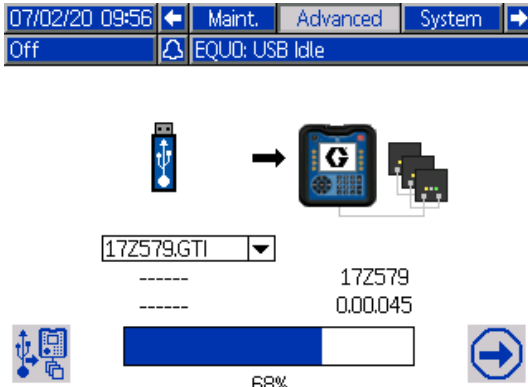 07/02/20 09:56 Maint. Advanced System
Off EQU0: USB Idle
17Z579.GTI
------ 17Z579
------ 0.00.045
68%